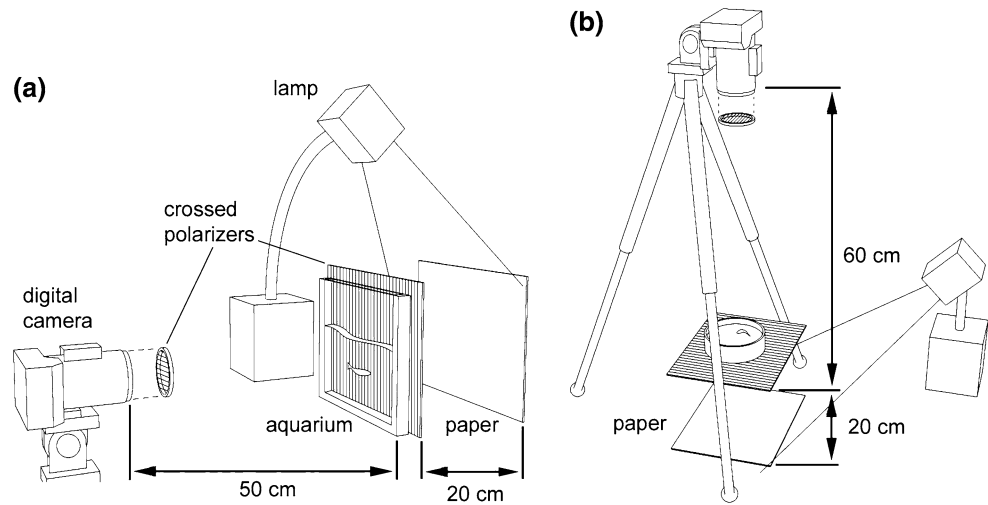 (a)
lamp
crossed
polarizers
digital
camera
aquarium
paper
50 cm
20 cm
(b)
60 cm
paper
20 cm